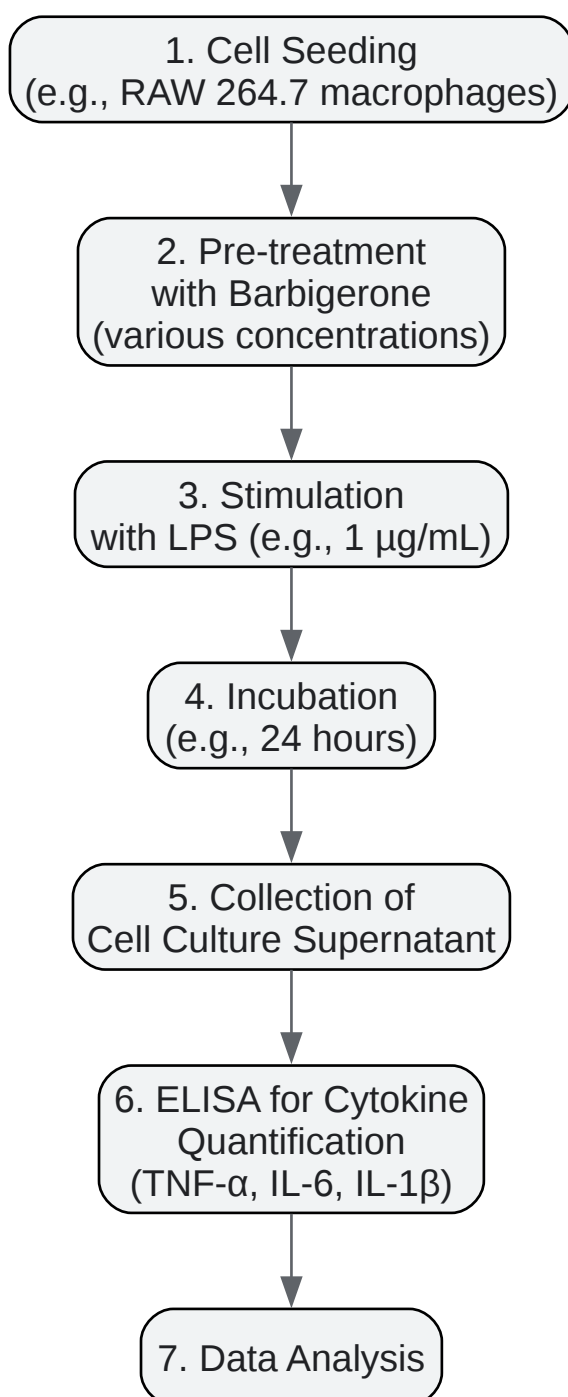 1. Cell Seeding
(e.g., RAW 264.7 macrophages)
2. Pre-treatment
with Barbigerone
(various concentrations)
3. Stimulation
with LPS (e.g., 1 µg/mL)
4. Incubation
(e.g., 24 hours)
5. Collection of
Cell Culture Supernatant
6. ELISA for Cytokine
Quantification
(TNF-α, IL-6, IL-1β)
7. Data Analysis